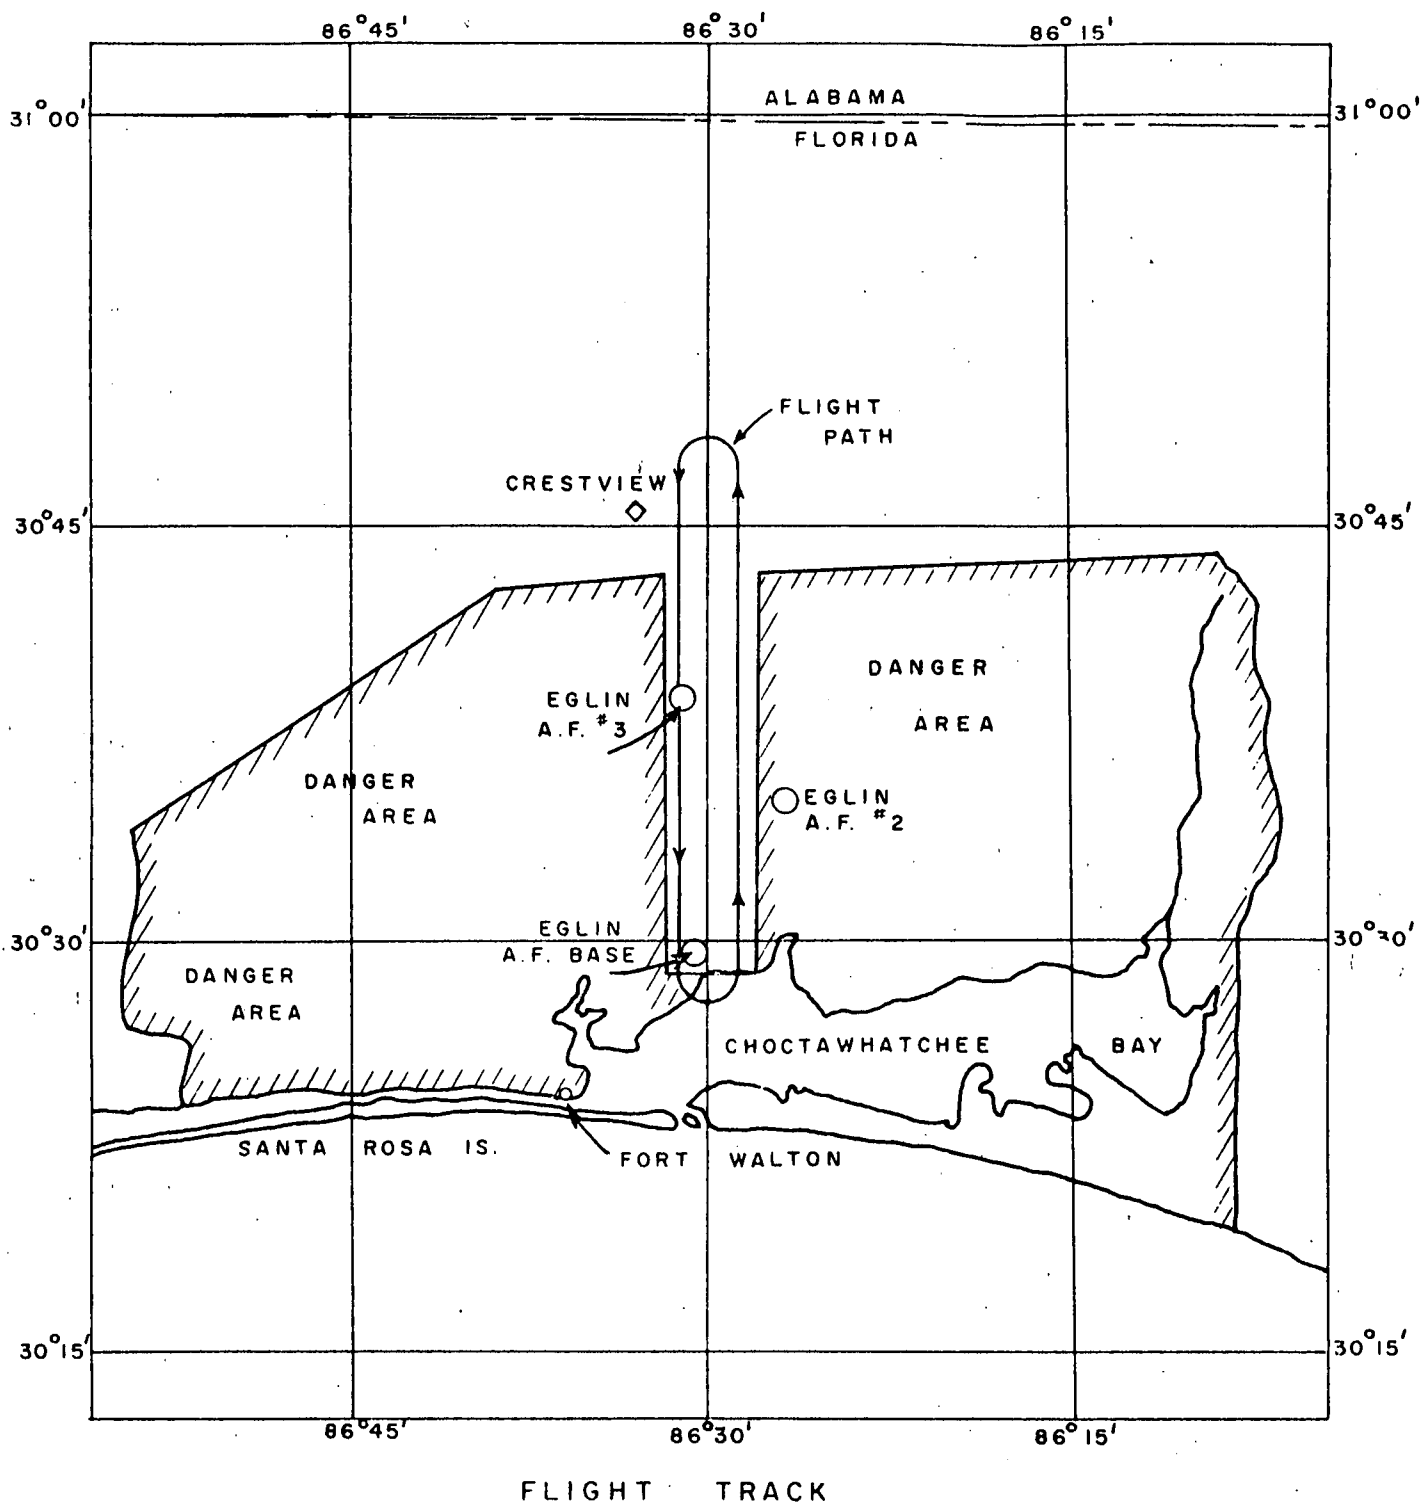 86°45' 86°30' 86°15'
ALABAMA
31°00' 31°00'
FLORIDA
FLIGHT
PATH
CRESTVIEW
30°45' 30°45'
DANGER
AREA
EGLIN
A.F. #3
DANGER
AREA
EGLIN
A.F. #2
EGLIN
A.F. BASE
30°30' 30°30'
DANGER
AREA
CHOCTAWHATCHEE BAY
SANTA ROSA IS.
FORT WALTON
30°15' 30°15'
86°45' 86°30' 86°15'
FLIGHT TRACK